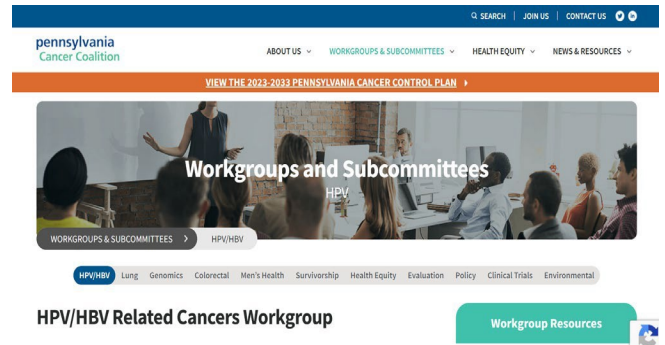 SEARCH | JOIN US | CONTACT US
pennsylvania
Cancer Coalition
ABOUT US WORKGROUPS & SUBCOMMITTEES HEALTH EQUITY NEWS & RESOURCES
VIEW THE 2023-2033 PENNSYLVANIA CANCER CONTROL PLAN
Workgroups and Subcommittees
HPV
WORKGROUPS & SUBCOMMITTEES > HPV/HBV
HPV/HBV Lung Genomics Colorectal Men's Health Survivorship Health Equity Evaluation Policy Clinical Trials Environmental
HPV/HBV Related Cancers Workgroup
Workgroup Resources